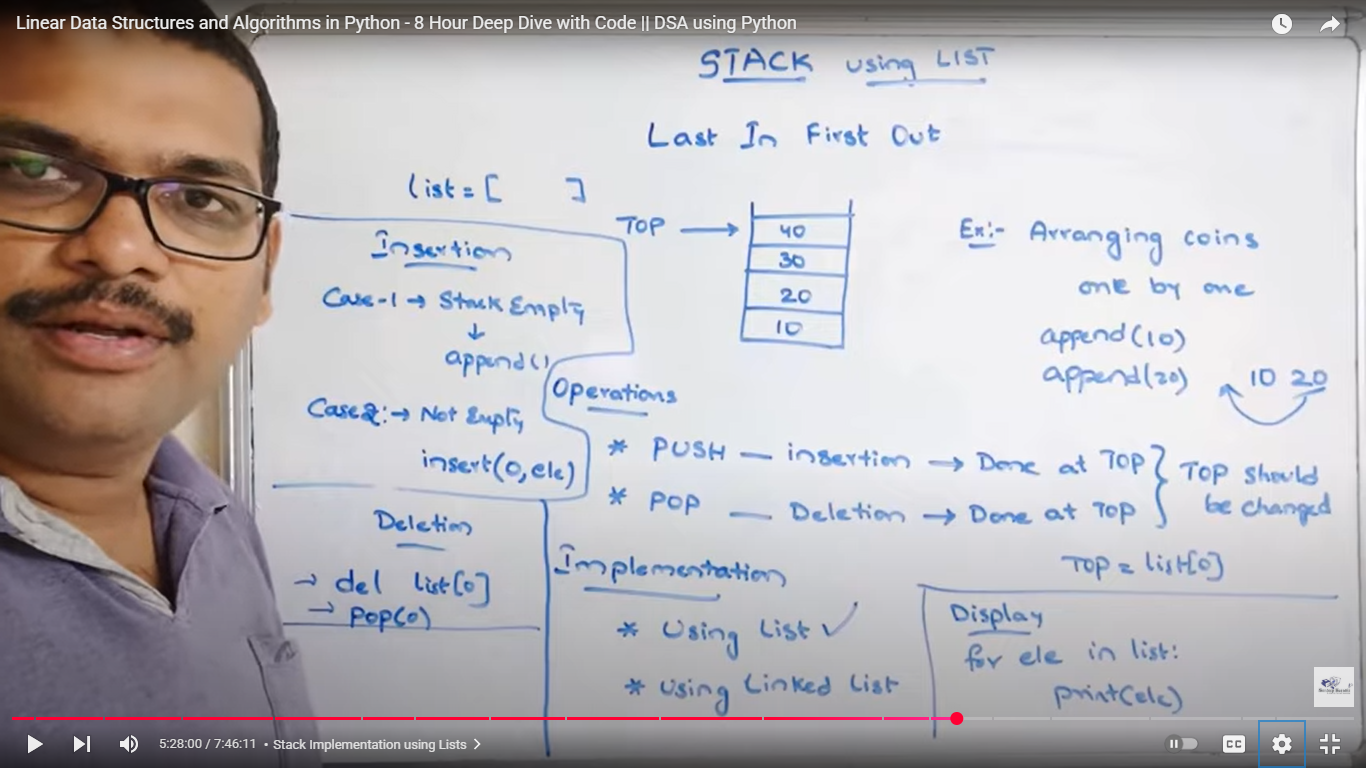 Linear Data Structures and Algorithms in Python - 8 Hour Deep Dive with Code || DSA using Python
STACK using LIST
Last In First Out
list = [ ]
Insertion
Case-1 → Stack Empty
↓
append()
Case 2:→ Not Empty
insert(0, ele)
Deletion
→ del list[0]
→ pop(0)
TOP →
40
30
20
10
Ex:- Arranging coins
one by one
append(10)
append(20) 10 20
Operations
* PUSH — insertion → Done at TOP
* POP — Deletion → Done at TOP
} TOP should
be changed
Implementation
* Using List ✓
* Using Linked List
TOP = list[0]
Display
for ele in list:
print(ele)
5:28:00 / 7:46:11 • Stack Implementation using Lists >
CC